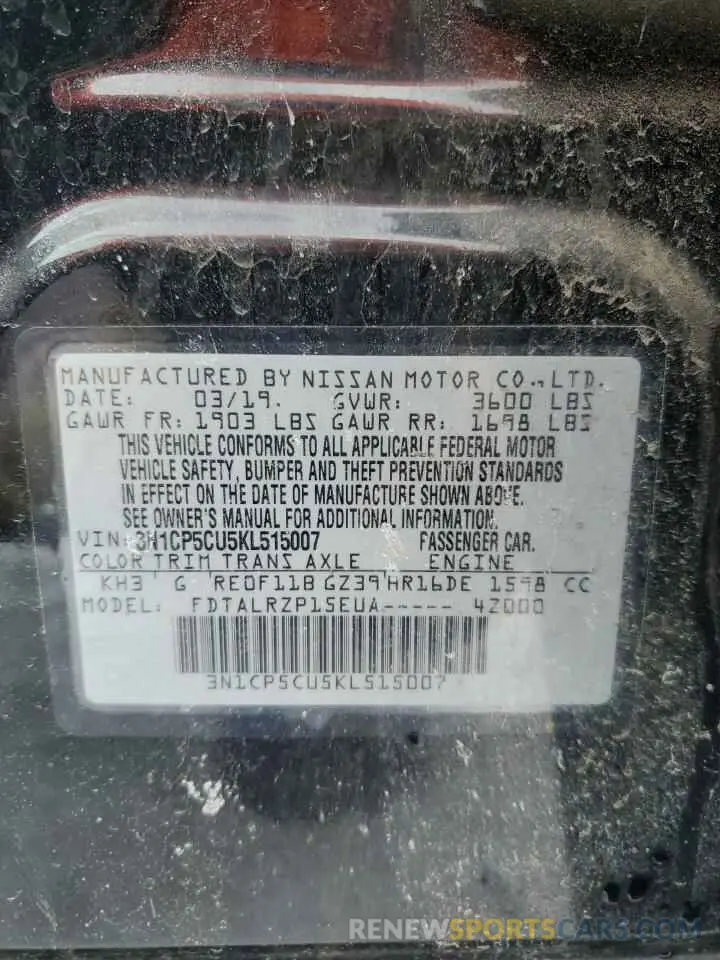 MANUFACTURED BY NISSAN MOTOR CO., LTD.
DATE: 03/19. GVWR: 3600 LBS
GAWR FR: 1903 LBS GAWR RR: 1698 LBS
THIS VEHICLE CONFORMS TO ALL APPLICABLE FEDERAL MOTOR
VEHICLE SAFETY, BUMPER AND THEFT PREVENTION STANDARDS
IN EFFECT ON THE DATE OF MANUFACTURE SHOWN ABOVE.
SEE OWNER'S MANUAL FOR ADDITIONAL INFORMATION.
VIN: 3N1CP5CU5KL515007 PASSENGER CAR.
COLOR TRIM TRANS AXLE ENGINE
KH3 G RE0F11B GZ39 HR16DE 1598 CC
MODEL: FDTALRZP15EUA----- 42000
3N1CP5CU5KL515007
RENEWSPORTSCARS.COM